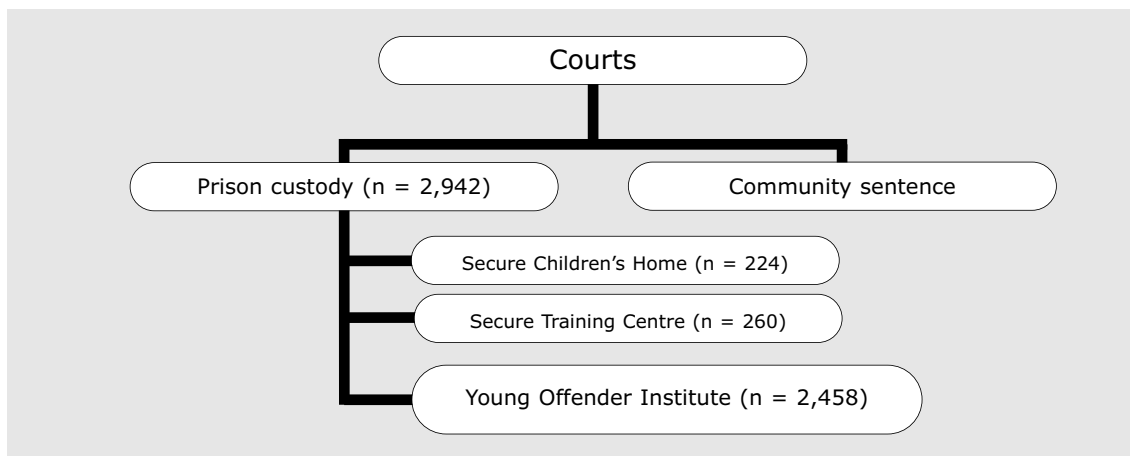 Courts
Prison custody (n = 2,942)
Community sentence
Secure Children’s Home (n = 224)
Secure Training Centre (n = 260)
Young Offender Institute (n = 2,458)